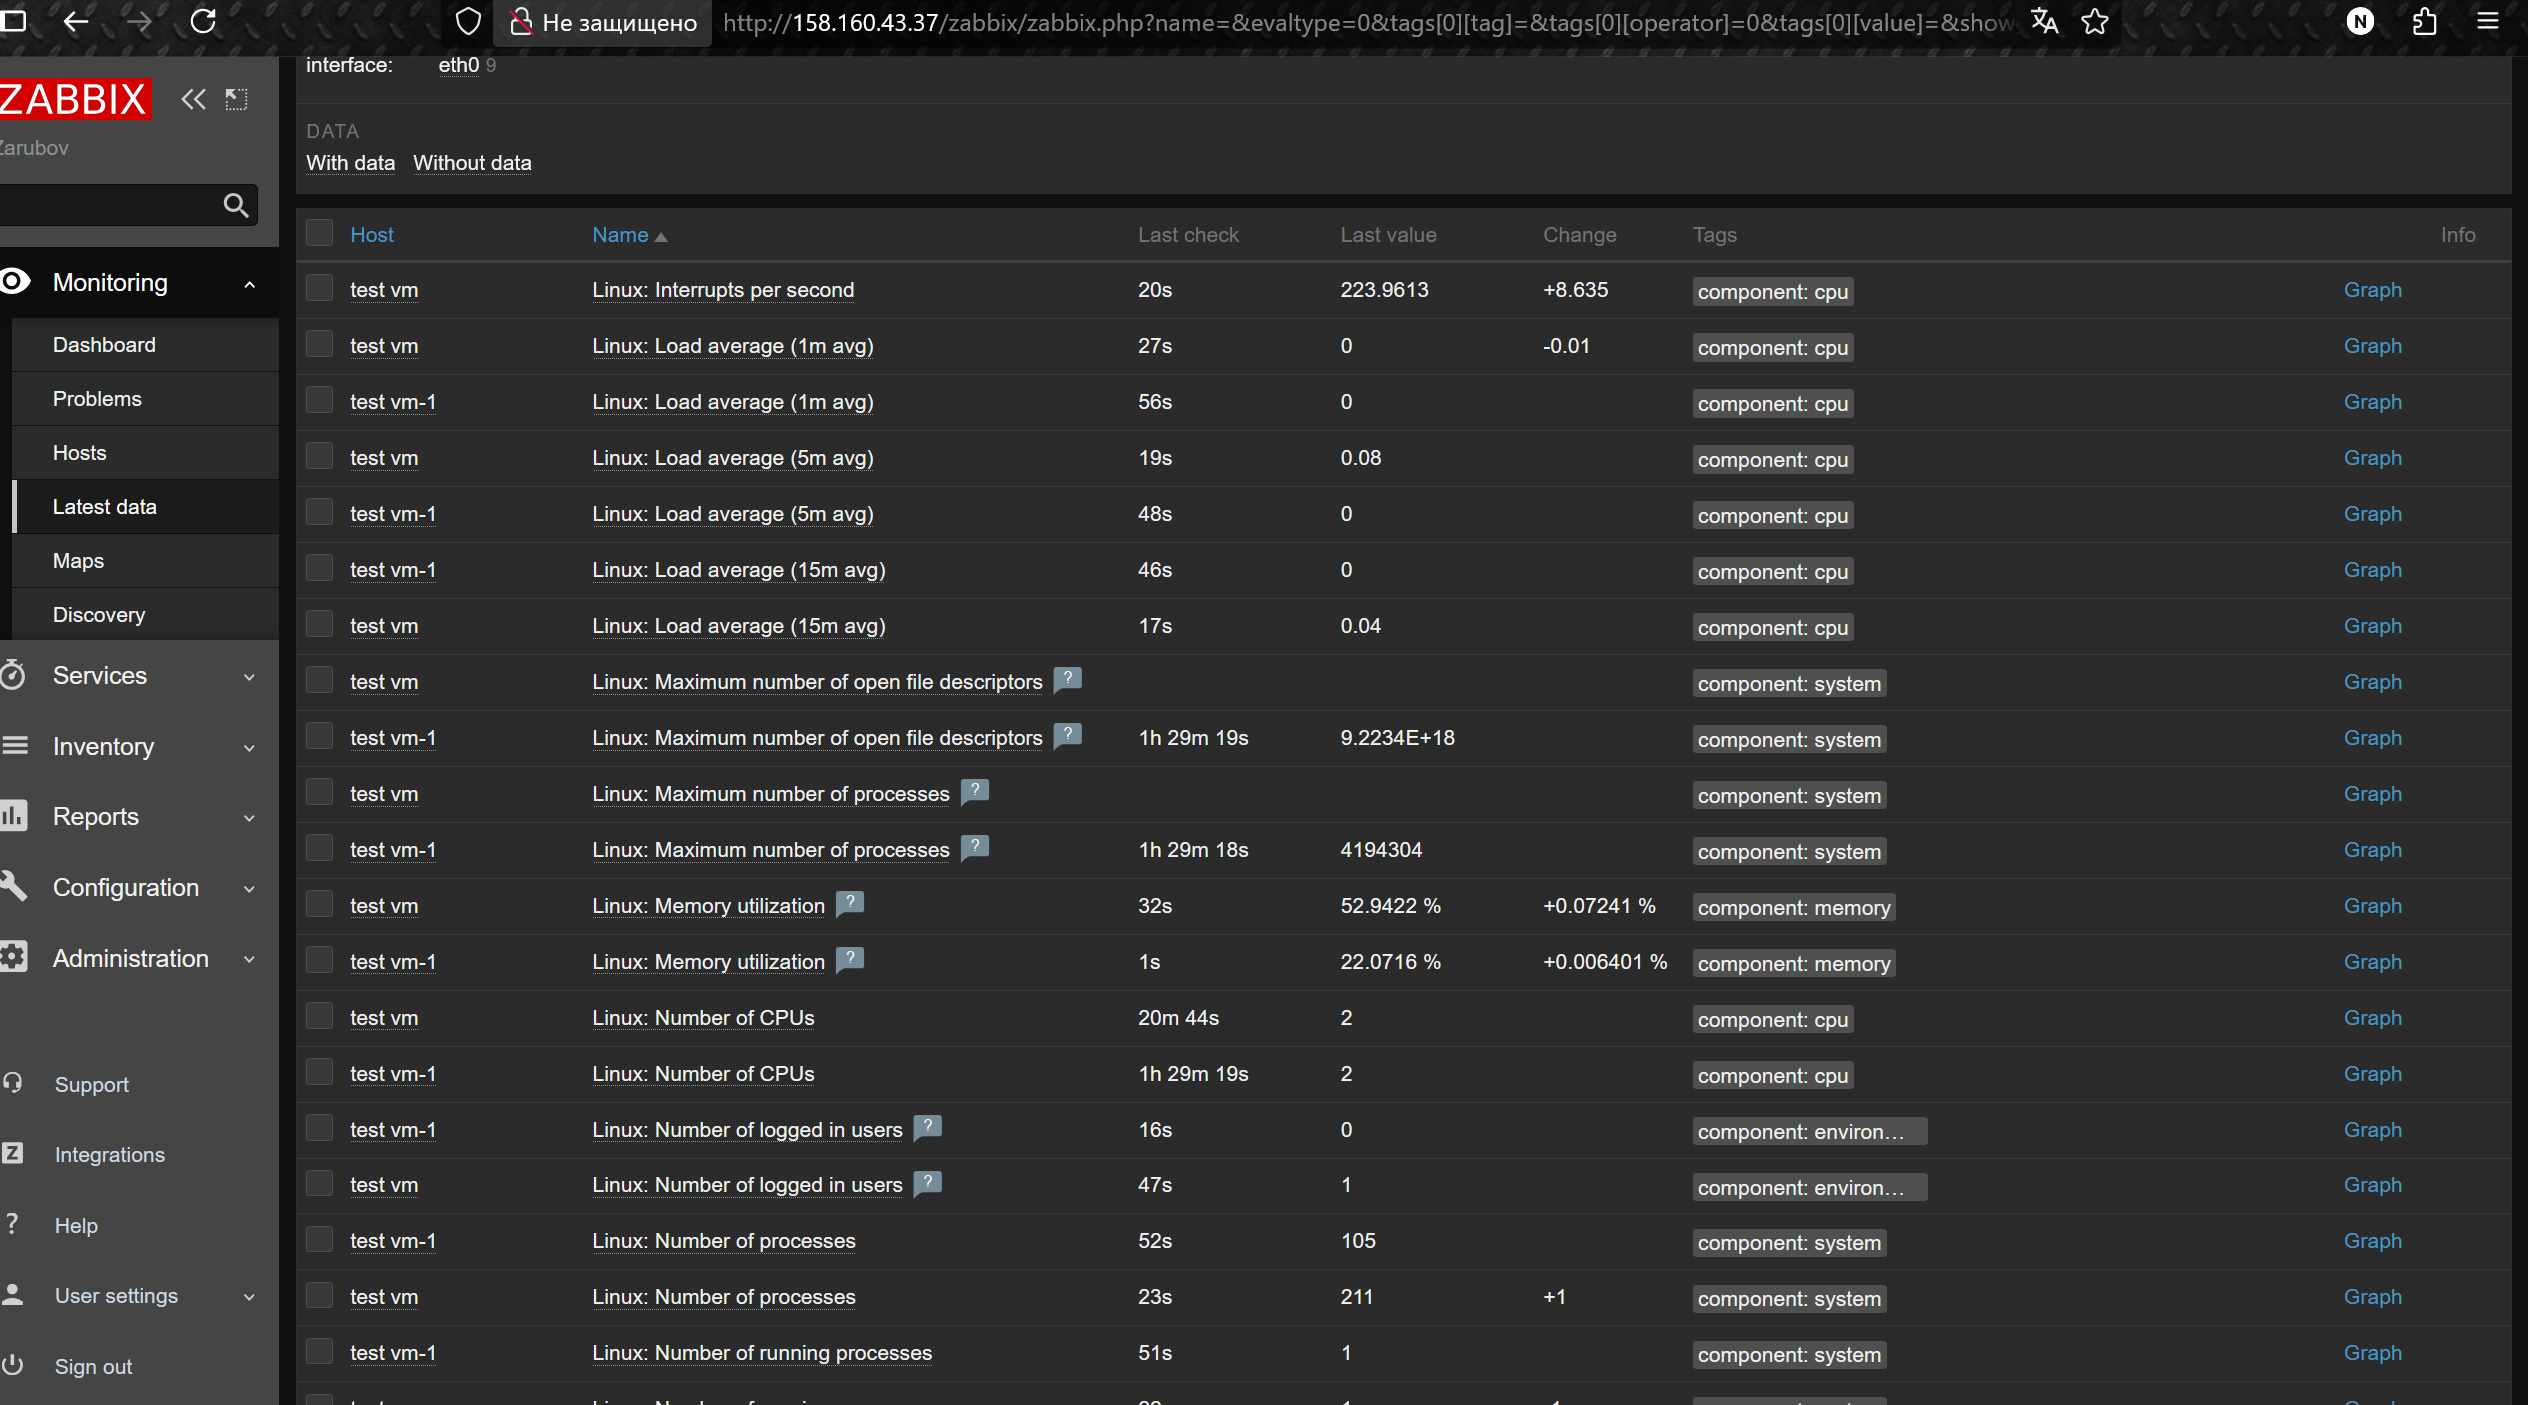 Не защищено http://158.160.43.37/zabbix/zabbix.php?name=&evaltype=0&tags[0][tag]=&tags[0][operator]=0&tags[0][value]=&show
N
ZABBIX
Zarubov
Monitoring
Dashboard
Problems
Hosts
Latest data
Maps
Discovery
Services
Inventory
Reports
Configuration
Administration
Support
Z Integrations
? Help
User settings
Sign out
interface: eth0 9
DATA
With data Without data
Host Name Last check Last value Change Tags Info
test vm Linux: Interrupts per second 20s 223.9613 +8.635 component: cpu Graph
test vm Linux: Load average (1m avg) 27s 0 -0.01 component: cpu Graph
test vm-1 Linux: Load average (1m avg) 56s 0 component: cpu Graph
test vm Linux: Load average (5m avg) 19s 0.08 component: cpu Graph
test vm-1 Linux: Load average (5m avg) 48s 0 component: cpu Graph
test vm-1 Linux: Load average (15m avg) 46s 0 component: cpu Graph
test vm Linux: Load average (15m avg) 17s 0.04 component: cpu Graph
test vm Linux: Maximum number of open file descriptors ? component: system Graph
test vm-1 Linux: Maximum number of open file descriptors ? 1h 29m 19s 9.2234E+18 component: system Graph
test vm Linux: Maximum number of processes ? component: system Graph
test vm-1 Linux: Maximum number of processes ? 1h 29m 18s 4194304 component: system Graph
test vm Linux: Memory utilization ? 32s 52.9422 % +0.07241 % component: memory Graph
test vm-1 Linux: Memory utilization ? 1s 22.0716 % +0.006401 % component: memory Graph
test vm Linux: Number of CPUs 20m 44s 2 component: cpu Graph
test vm-1 Linux: Number of CPUs 1h 29m 19s 2 component: cpu Graph
test vm-1 Linux: Number of logged in users ? 16s 0 component: environ… Graph
test vm Linux: Number of logged in users ? 47s 1 component: environ… Graph
test vm-1 Linux: Number of processes 52s 105 component: system Graph
test vm Linux: Number of processes 23s 211 +1 component: system Graph
test vm-1 Linux: Number of running processes 51s 1 component: system Graph